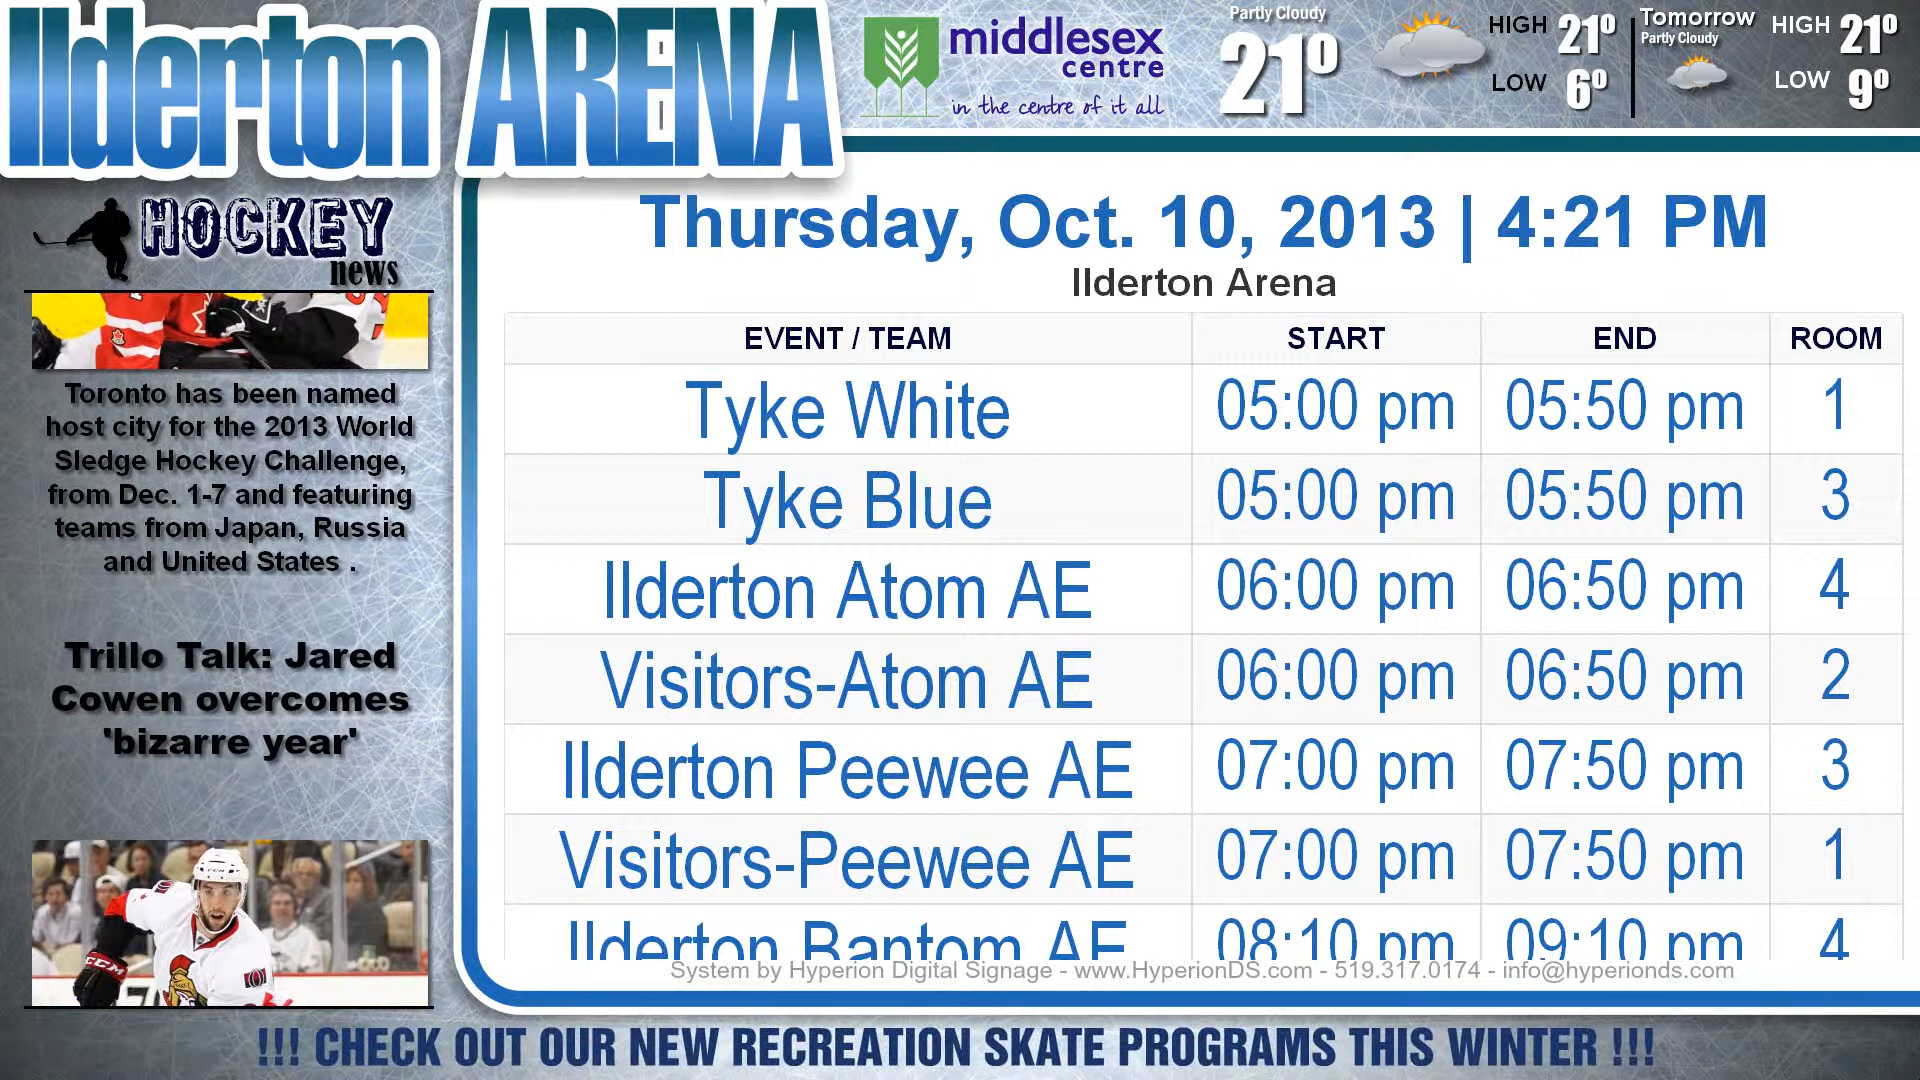 Ilderton ARENA
middlesex
centre
in the centre of it all
Partly Cloudy
21º
HIGH 21º
LOW 6º
Tomorrow
Partly Cloudy
HIGH 21º
LOW 9º
HOCKEY
news
Toronto has been named
host city for the 2013 World
Sledge Hockey Challenge,
from Dec. 1-7 and featuring
teams from Japan, Russia
and United States .
Trillo Talk: Jared
Cowen overcomes
'bizarre year'
CCM
Thursday, Oct. 10, 2013 | 4:21 PM
Ilderton Arena
EVENT / TEAM START END ROOM
Tyke White 05:00 pm 05:50 pm 1
Tyke Blue 05:00 pm 05:50 pm 3
Ilderton Atom AE 06:00 pm 06:50 pm 4
Visitors-Atom AE 06:00 pm 06:50 pm 2
Ilderton Peewee AE 07:00 pm 07:50 pm 3
Visitors-Peewee AE 07:00 pm 07:50 pm 1
Ilderton Bantom AE 08:10 pm 09:10 pm 4
System by Hyperion Digital Signage - www.HyperionDS.com - 519.317.0174 - info@hyperionds.com
!!! CHECK OUT OUR NEW RECREATION SKATE PROGRAMS THIS WINTER !!!